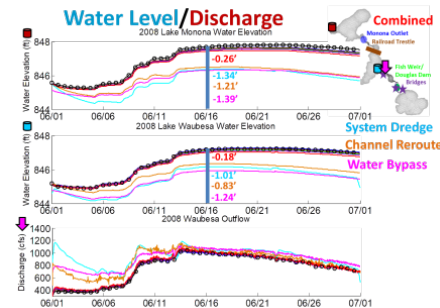 Water Level/Discharge
Combined
2008 Lake Monona Water Elevation
Monona Outlet
Railroad Trestle
Fish Weir/
Douglas Dam
Bridges
Water Elevation (ft)
848
846
844
-0.26'
-1.34'
-1.21'
-1.39'
06/01 06/06 06/11 06/16 06/21 06/26 07/01
2008 Lake Waubesa Water Elevation
System Dredge
Channel Reroute
Water Bypass
Water Elevation (ft)
848
846
844
-0.18'
-1.01'
-0.83'
-1.24'
06/01 06/06 06/11 06/16 06/21 06/26 07/01
2008 Waubesa Outflow
Discharge (cfs)
1400
1200
1000
800
600
400
06/01 06/06 06/11 06/16 06/21 06/26 07/01